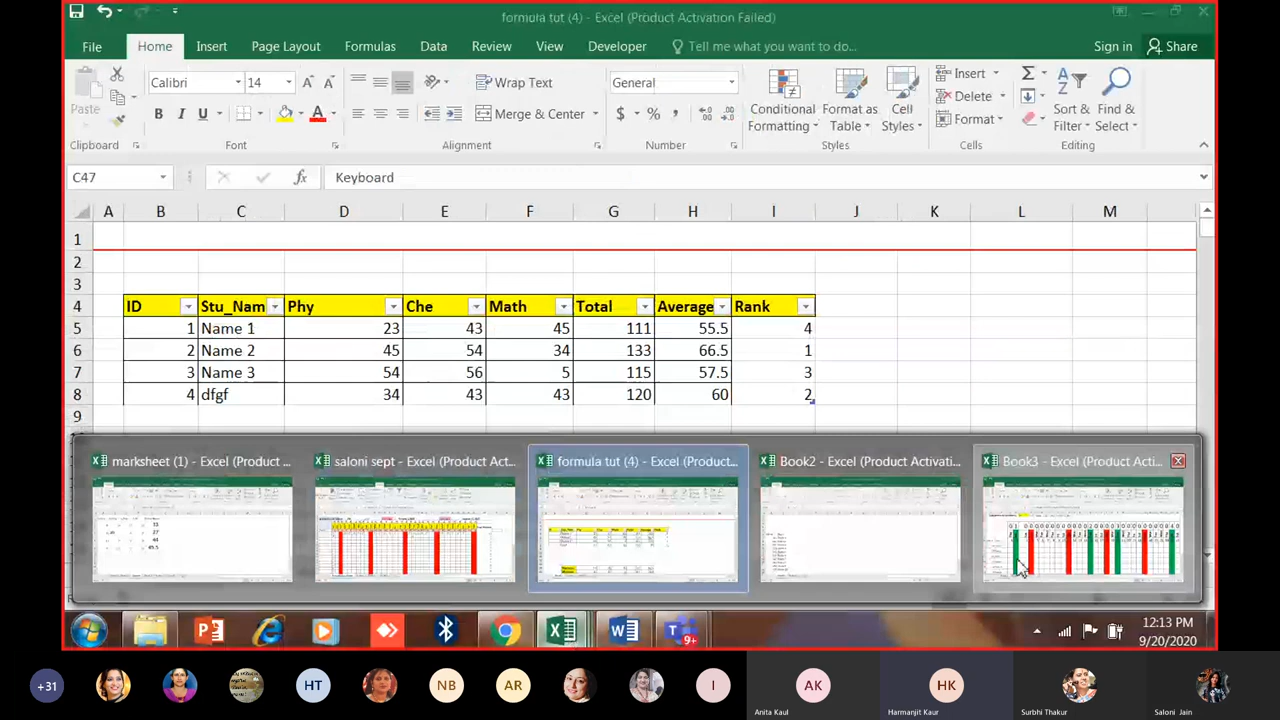 formula tut (4) - Excel (Product Activation Failed)
File Home Insert Page Layout Formulas Data Review View Developer Tell me what you want to do... Sign in Share
Calibri 14 Wrap Text General Insert
Paste Conditional Format as Cell Delete Sort & Find &
B I U Merge & Center $ % , Formatting Table Styles Format Filter Select
Clipboard Font Alignment Number Styles Cells Editing
C47 fx Keyboard
A B C D E F G H I J K L M
1
2
3
4 ID Stu_Nam Phy Che Math Total Average Rank
5 1 Name 1 23 43 45 111 55.5 4
6 2 Name 2 45 54 34 133 66.5 1
7 3 Name 3 54 56 5 115 57.5 3
8 4 dfgf 34 43 43 120 60 2
9
marksheet (1) - Excel (Product ... saloni sept - Excel (Product Act... formula tut (4) - Excel (Product... Book2 - Excel (Product Activati... Book3 - Excel (Product Acti...
9+
12:13 PM
9/20/2020
+31 HT NB AR I AK HK
Anita Kaul Harmanjit Kaur Surbhi Thakur Saloni Jain